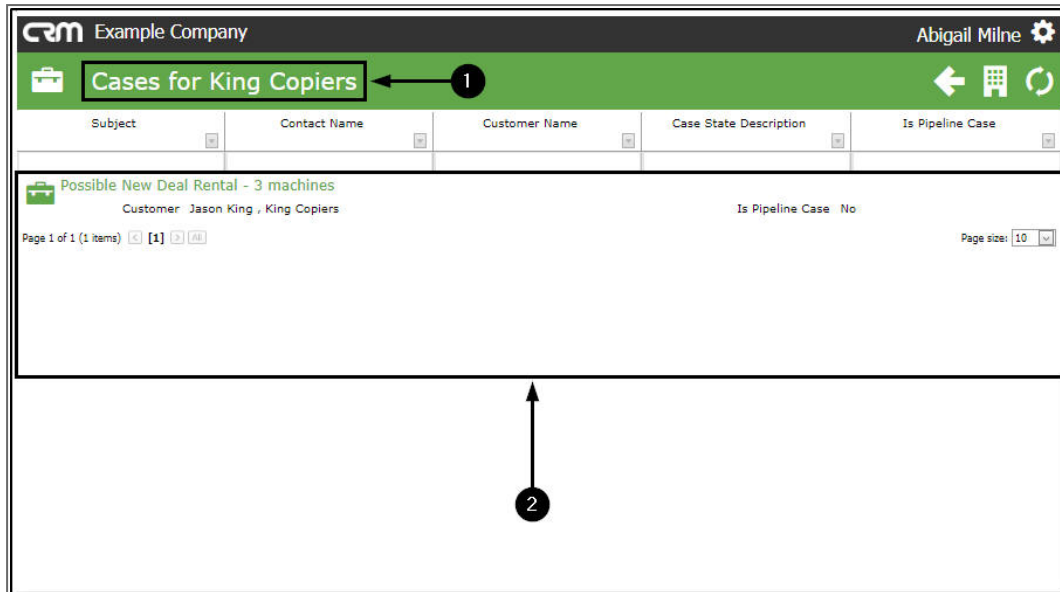 CRM Example Company Abigail Milne
Cases for King Copiers 1
Subject Contact Name Customer Name Case State Description Is Pipeline Case
Possible New Deal Rental - 3 machines
Customer Jason King , King Copiers Is Pipeline Case No
Page 1 of 1 (1 items) < [1] > All Page size: 10
2